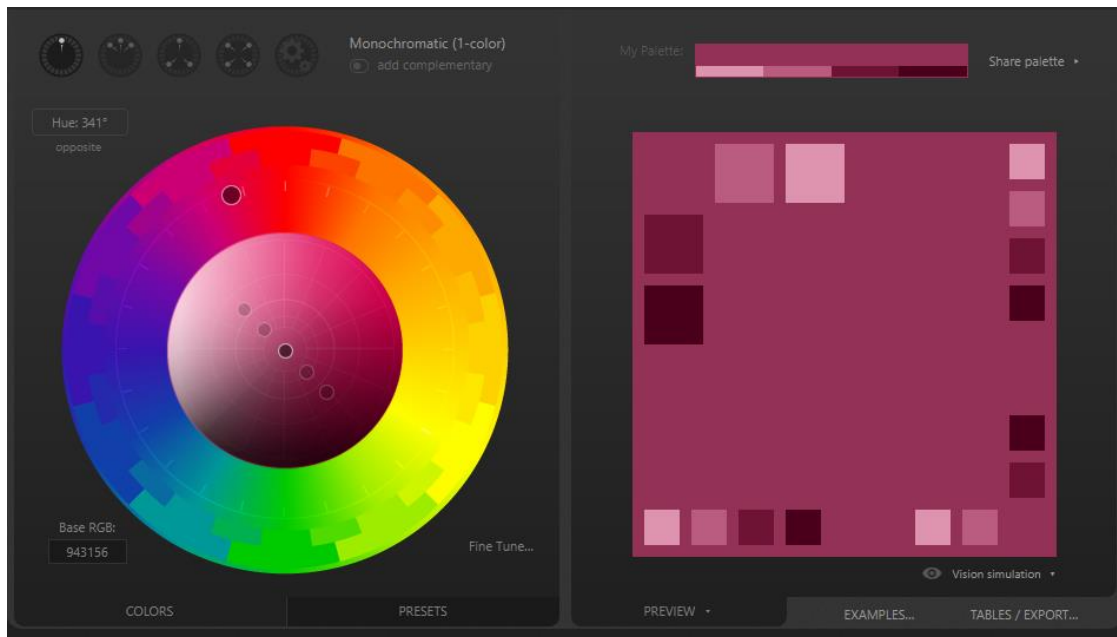 Monochromatic (1-color)
add complementary
Hue: 341°
opposite
Base RGB:
943156
Fine Tune...
COLORS
PRESETS
My Palette:
Share palette
Vision simulation
PREVIEW
EXAMPLES...
TABLES / EXPORT...